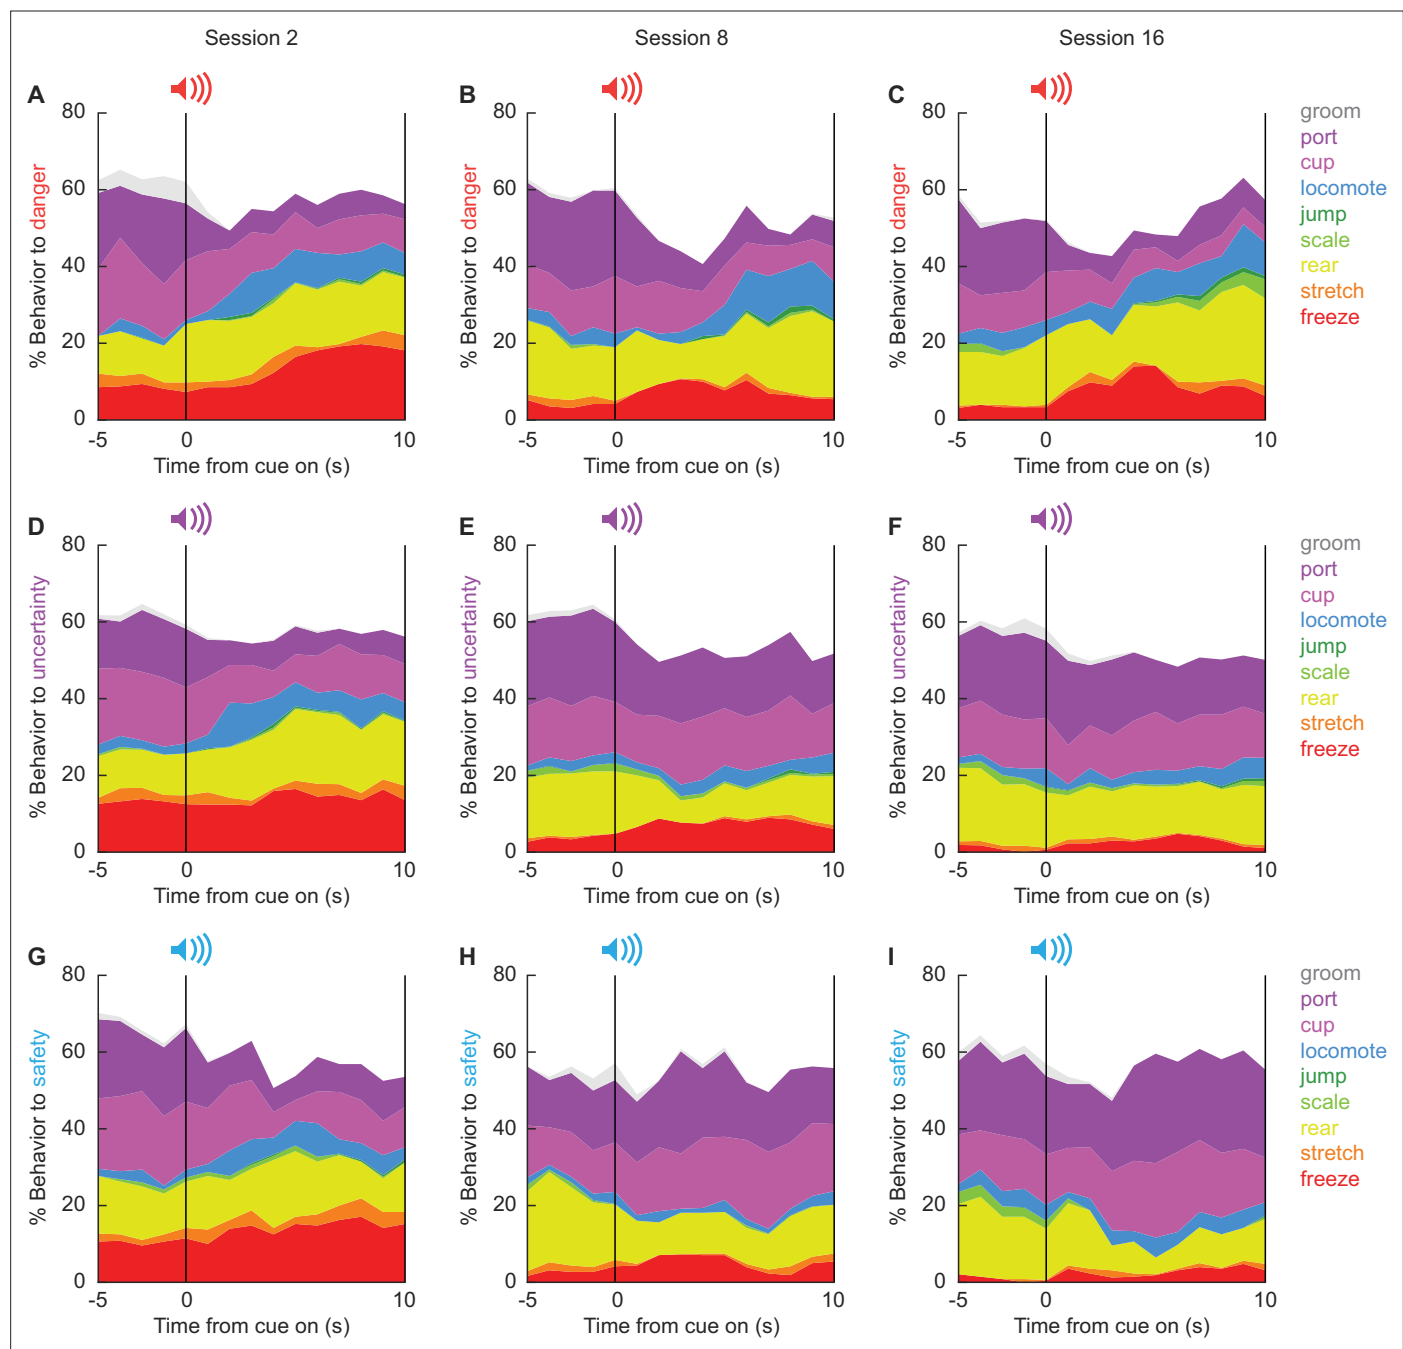 Session 2
Session 8
Session 16
A
B
C
80
60
40
20
0
% Behavior to danger
-5
0
10
Time from cue on (s)
80
60
40
20
0
% Behavior to danger
-5
0
10
Time from cue on (s)
80
60
40
20
0
% Behavior to danger
-5
0
10
Time from cue on (s)
groom
port
cup
locomote
jump
scale
rear
stretch
freeze
D
E
F
80
60
40
20
0
% Behavior to uncertainty
-5
0
10
Time from cue on (s)
80
60
40
20
0
% Behavior to uncertainty
-5
0
10
Time from cue on (s)
80
60
40
20
0
% Behavior to uncertainty
-5
0
10
Time from cue on (s)
groom
port
cup
locomote
jump
scale
rear
stretch
freeze
G
H
I
80
60
40
20
0
% Behavior to safety
-5
0
10
Time from cue on (s)
80
60
40
20
0
% Behavior to safety
-5
0
10
Time from cue on (s)
80
60
40
20
0
% Behavior to safety
-5
0
10
Time from cue on (s)
groom
port
cup
locomote
jump
scale
rear
stretch
freeze